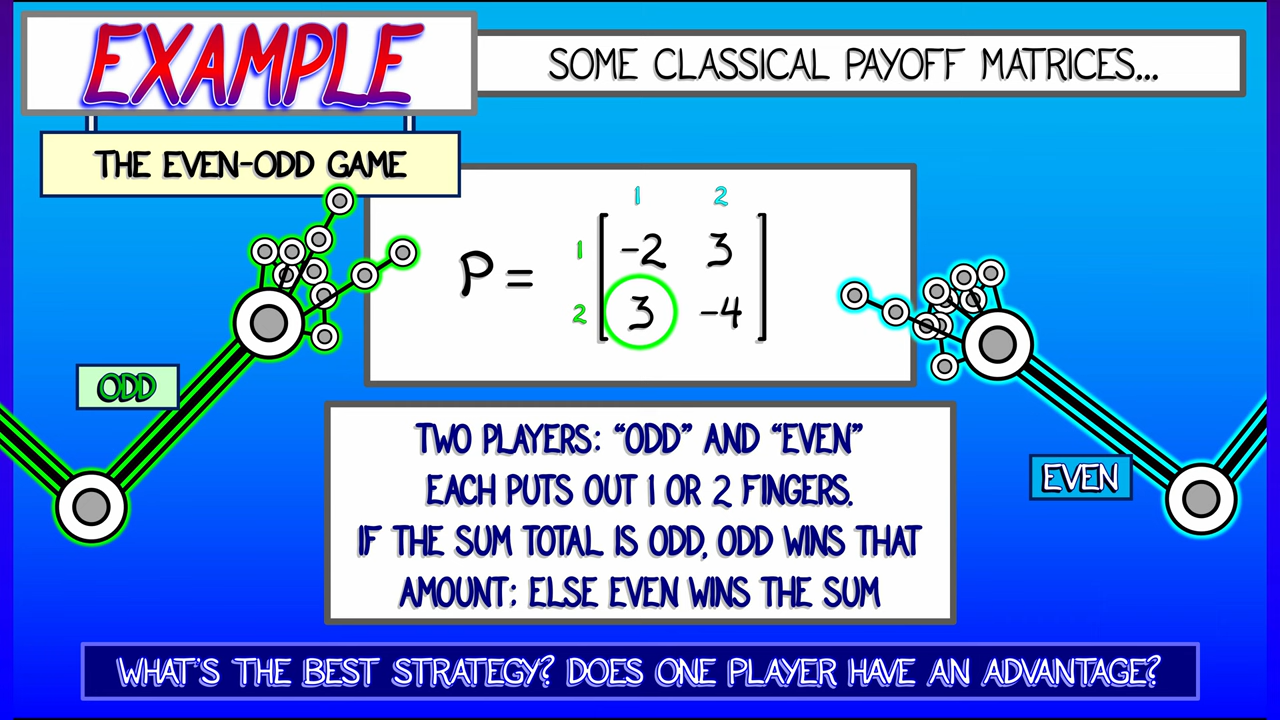 EXAMPLE
SOME CLASSICAL PAYOFF MATRICES...
THE EVEN-ODD GAME
1 2
P = 1 [ -2 3 ]
2 [ 3 -4 ]
ODD
EVEN
TWO PLAYERS: “ODD” AND “EVEN”
EACH PUTS OUT 1 OR 2 FINGERS.
IF THE SUM TOTAL IS ODD, ODD WINS THAT
AMOUNT; ELSE EVEN WINS THE SUM
WHAT'S THE BEST STRATEGY? DOES ONE PLAYER HAVE AN ADVANTAGE?